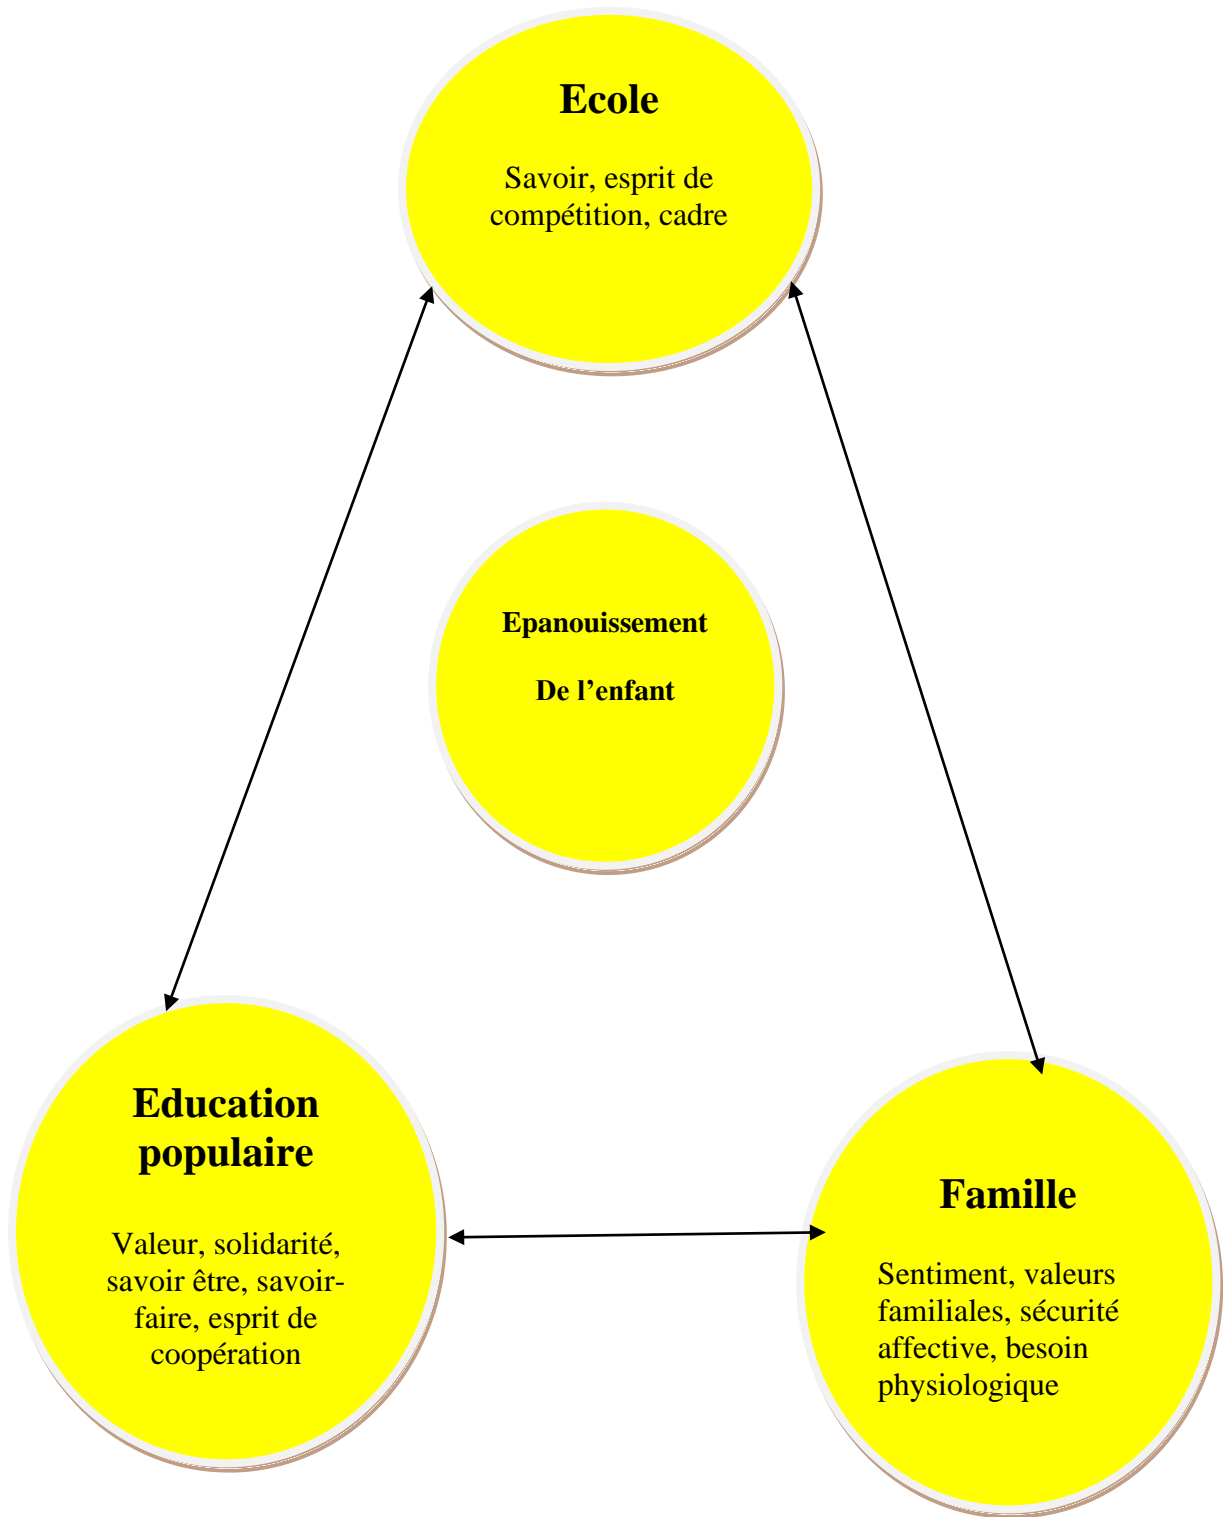 Ecole
Savoir, esprit de
compétition, cadre
Epanouissement
De l’enfant
Education
populaire
Valeur, solidarité,
savoir être, savoir-
faire, esprit de
coopération
Famille
Sentiment, valeurs
familiales, sécurité
affective, besoin
physiologique